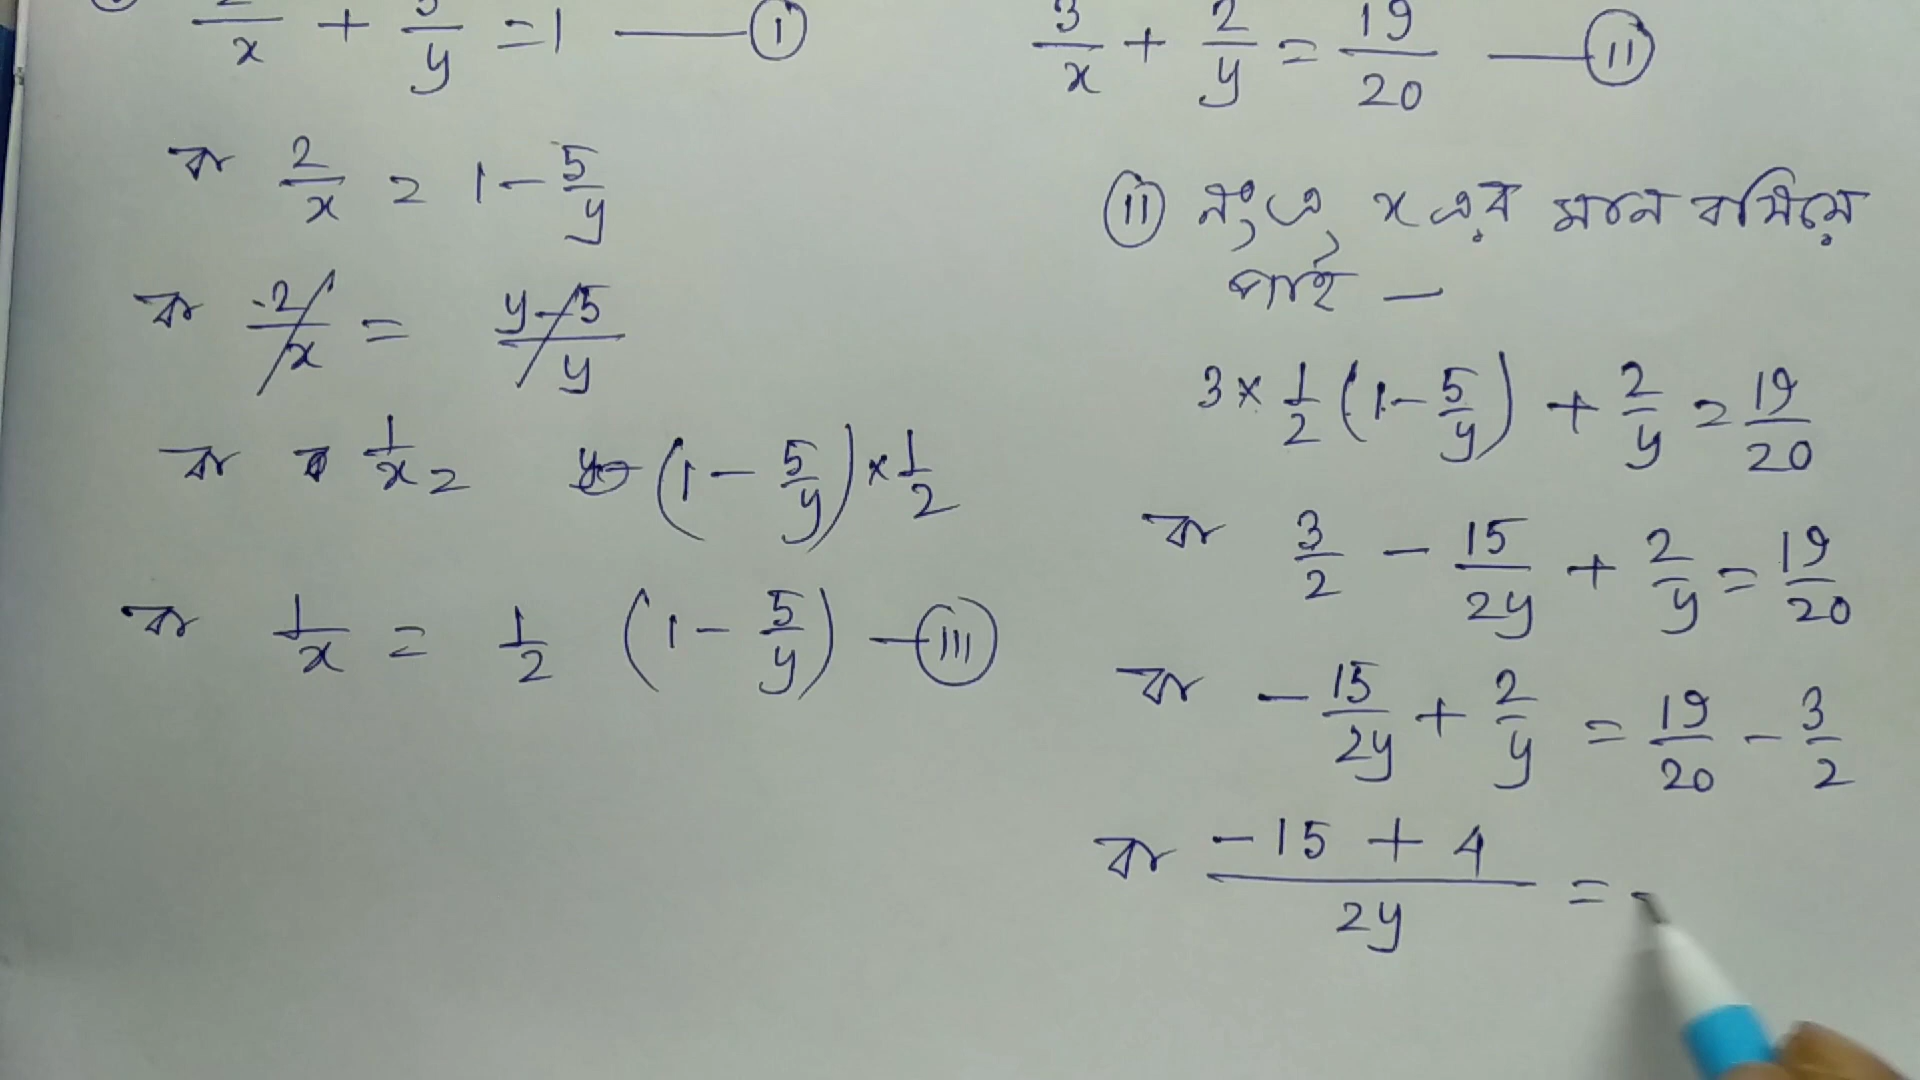 2/x + 5/y = 1 — (I)
বা 2/x = 1 - 5/y
বা 2/x = y-5/y
বা 1/x = (1 - 5/y) × 1/2
বা 1/x = 1/2 (1 - 5/y) — (III)
3/x + 2/y = 19/20 — (II)
(II) নং এ, x এর মান বসিয়ে
পাই —
3 × 1/2 (1 - 5/y) + 2/y = 19/20
বা 3/2 - 15/2y + 2/y = 19/20
বা - 15/2y + 2/y = 19/20 - 3/2
বা -15 + 4/2y =